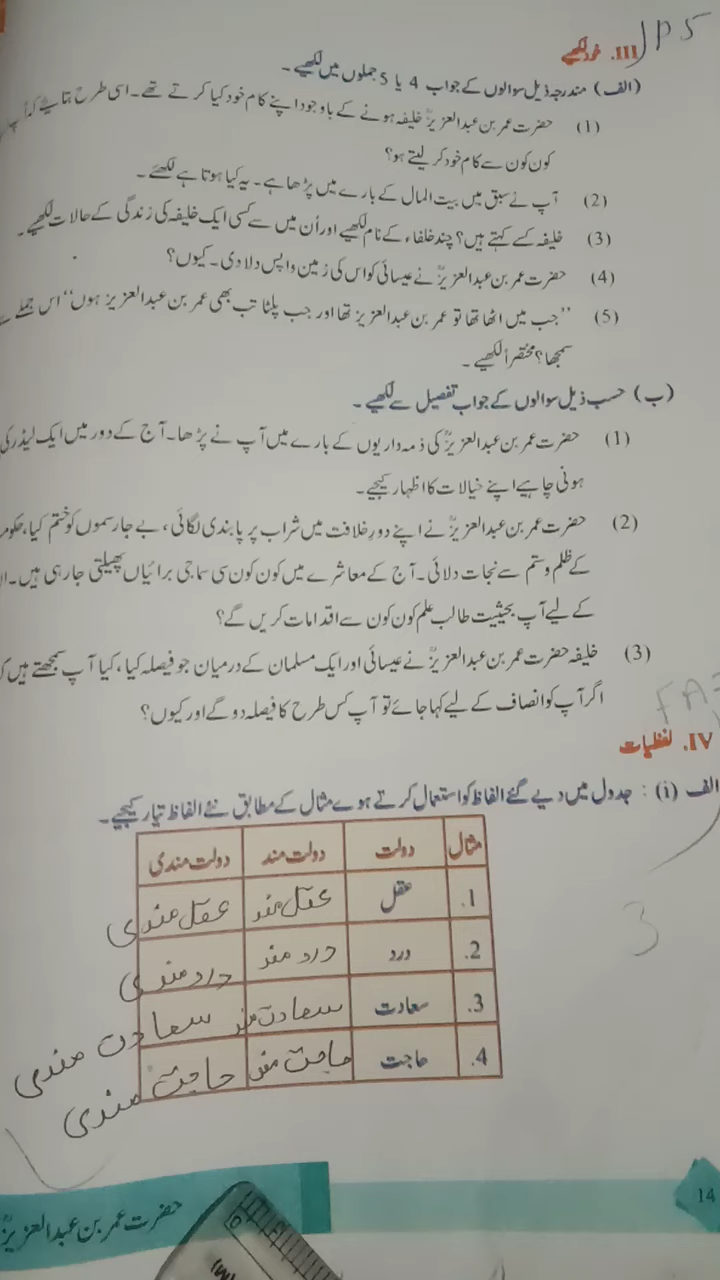 III. خود لکھیے
JP5
(الف) مندرجہ ذیل سوالوں کے جواب 4 یا 5 جملوں میں لکھیے۔
(1) حضرت عمر بن عبدالعزیزؒ خلیفہ ہونے کے باوجود اپنے کام خود کیا کرتے تھے۔ اسی طرح بتایئے کہ
کون کون سے کام خود کر لیتے ہو؟
(2) آپ نے سبق میں بیت المال کے بارے میں پڑھا ہے۔ یہ کیا ہوتا ہے لکھئے۔
(3) خلیفہ کسے کہتے ہیں؟ چند خلفاء کے نام لکھیے اور اُن میں سے کسی ایک خلیفہ کی زندگی کے حالات لکھیے۔
(4) حضرت عمر بن عبدالعزیزؒ نے عیسائی کو اس کی زمین واپس دلا دی۔ کیوں؟
(5) ”جب میں اٹھا تھا تو عمر بن عبدالعزیز تھا اور جب پلٹا تب بھی عمر بن عبدالعزیز ہوں“ اس جملے سے
سمجھا؟ مختصراً لکھیے۔
(ب) حسب ذیل سوالوں کے جواب تفصیل سے لکھیے۔
(1) حضرت عمر بن عبدالعزیزؒ کی ذمہ داریوں کے بارے میں آپ نے پڑھا۔ آج کے دور میں ایک لیڈر کی
ہونی چاہیے اپنے خیالات کا اظہار کیجیے۔
(2) حضرت عمر بن عبدالعزیزؒ نے اپنے دورِ خلافت میں شراب پر پابندی لگائی، بے جا رسموں کو ختم کیا،
کے ظلم و ستم سے نجات دلائی۔ آج کے معاشرے میں کون کون سی سماجی برائیاں پھیلتی جا رہی ہیں۔
کے لیے آپ بحیثیت طالب علم کون کون سے اقدامات کریں گے؟
(3) خلیفہ حضرت عمر بن عبدالعزیزؒ نے عیسائی اور ایک مسلمان کے درمیان جو فیصلہ کیا، کیا آپ سمجھتے ہیں
اگر آپ کو انصاف کے لیے کہا جائے تو آپ کس طرح کا فیصلہ دو گے اور کیوں؟
IV. لفظیات
الف (i) : جدول میں دیے گئے الفاظ کو استعمال کرتے ہوے مثال کے مطابق نئے الفاظ تیار کیجیے۔
مثال دولت دولت مند دولت مندی
1. عقل عقل مند عقل مندی
2. درد درد مند درد مندی
3. سعادت سعادت مند سعادت مندی
4. حاجت حاجت مند حاجت مندی
3
14
حضرت عمر بن عبدالعزیزؒ